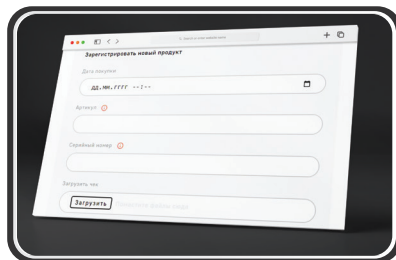 Зарегистрировать новый продукт
Дата покупки
ДД.ММ.ГГГГ --:--
Артикул
Серийный номер
Загрузить чек
Загрузить